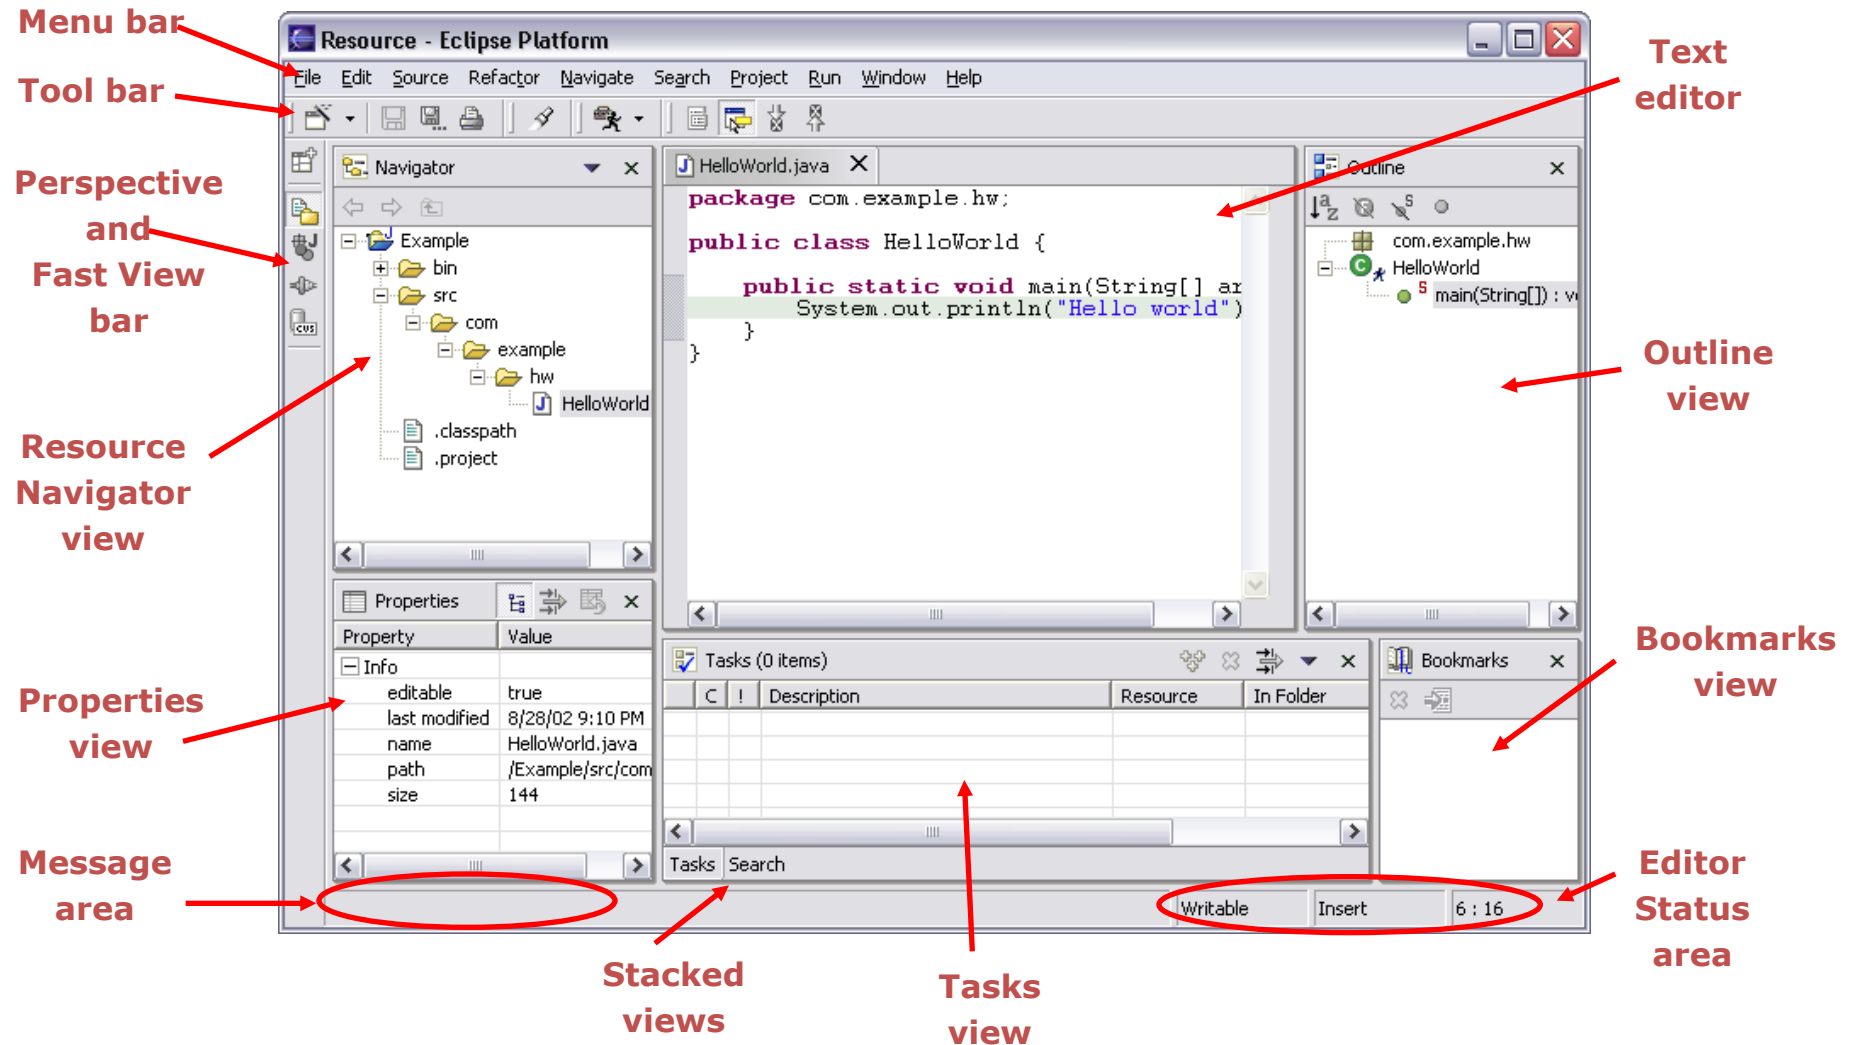 Menu bar
Tool bar
Perspective
and
Fast View
bar
Resource
Navigator
view
Properties
view
Message
area
Resource - Eclipse Platform
File Edit Source Refactor Navigate Search Project Run Window Help
Navigator
Example
bin
src
com
example
hw
HelloWorld
.classpath
.project
CVS
Properties
Property Value
Info
editable true
last modified 8/28/02 9:10 PM
name HelloWorld.java
path /Example/src/com
size 144
HelloWorld.java
package com.example.hw;
public class HelloWorld {
public static void main(String[] ar
System.out.println("Hello world")
}
}
Outline
com.example.hw
HelloWorld
main(String[]) : v
Tasks (0 items)
C ! Description Resource In Folder
Tasks Search
Bookmarks
Writable Insert 6 : 16
Text
editor
Outline
view
Bookmarks
view
Editor
Status
area
Stacked
views
Tasks
view